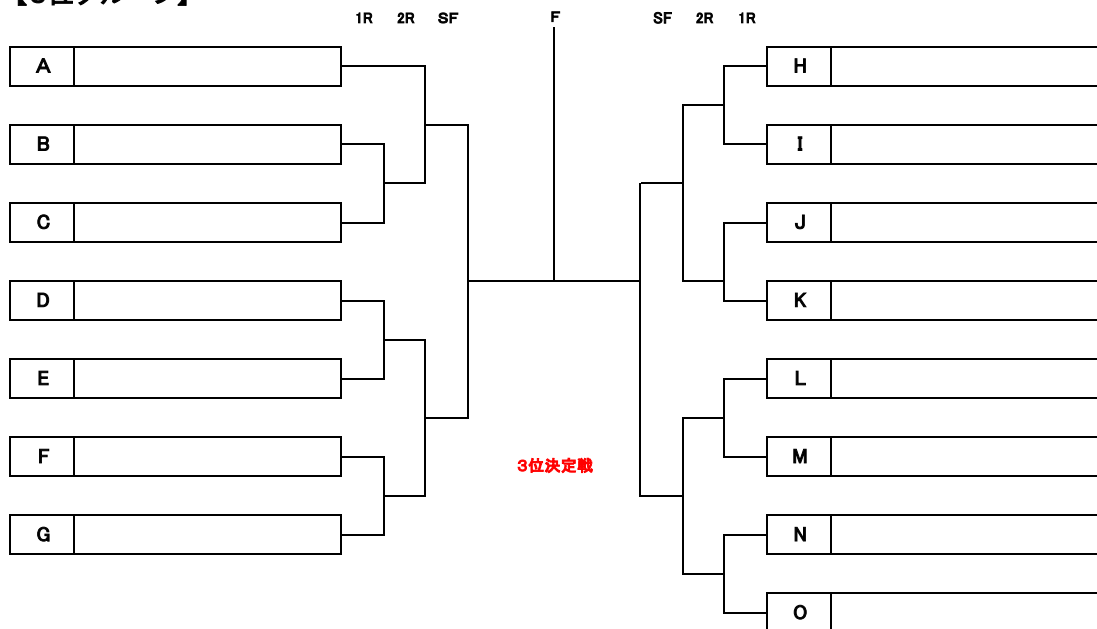 1R 2R SF F SF 2R 1R
A H
B I
C J
D K
E L
F M
3位決定戦
G N
O